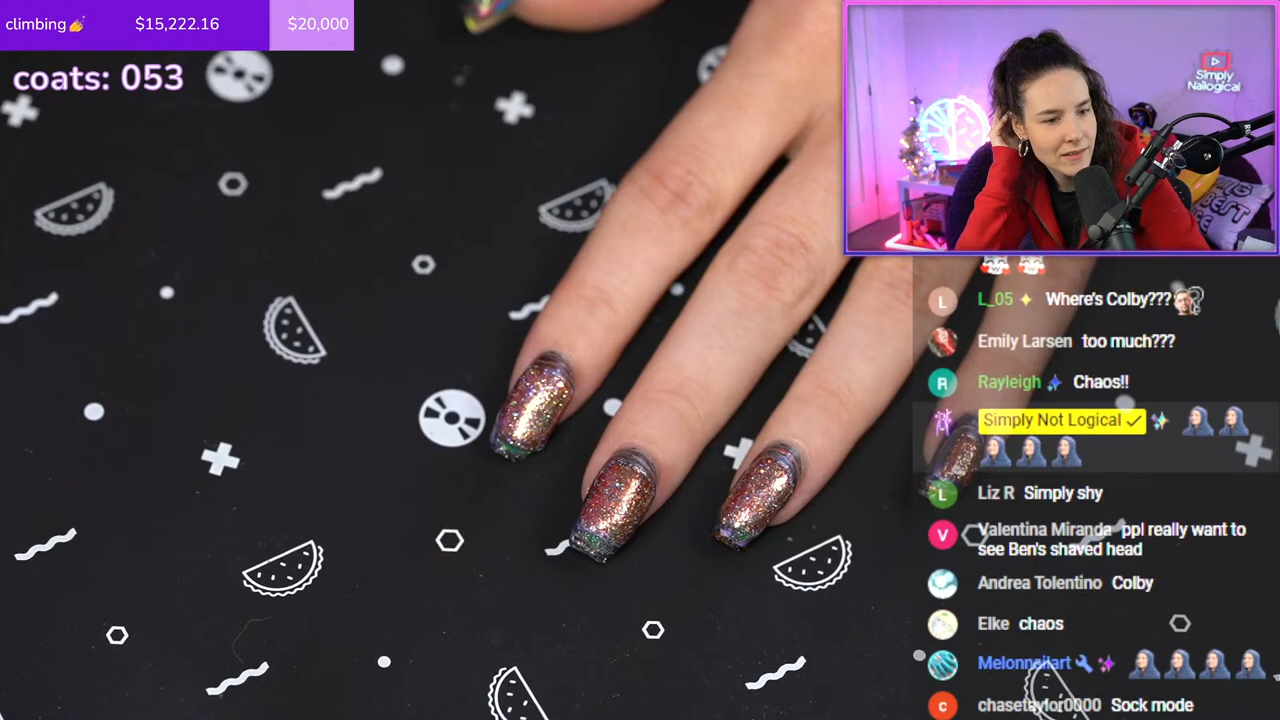 climbing💅 $15,222.16 $20,000
coats: 053
Simply
Nailogical
L L_05 Where's Colby???
Emily Larsen too much???
R Rayleigh Chaos!!
Simply Not Logical
L Liz R Simply shy
V Valentina Miranda ppl really want to
see Ben's shaved head
Andrea Tolentino Colby
Elke chaos
Melonnailart
c chasetaylor0000 Sock mode